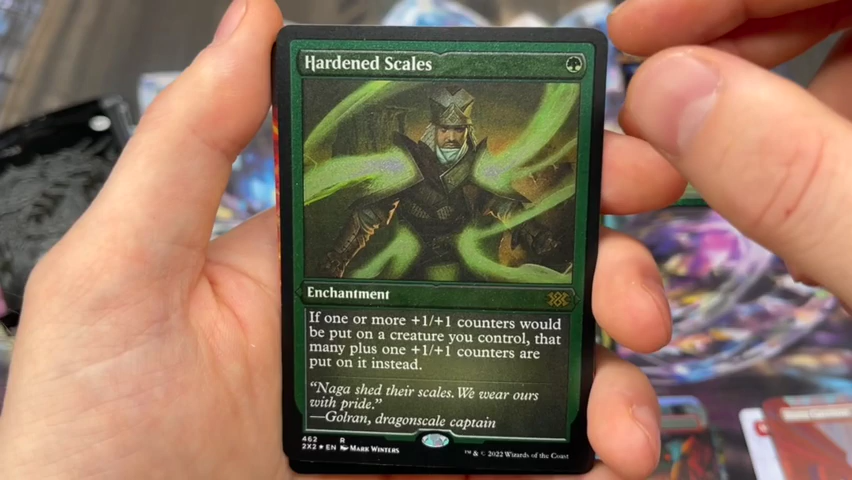 Hardened Scales
Enchantment
If one or more +1/+1 counters would
be put on a creature you control, that
many plus one +1/+1 counters are
put on it instead.
“Naga shed their scales. We wear ours
with pride.”
—Golran, dragonscale captain
462 R
2X2 ★ EN Mark Winters
™ & © 2022 Wizards of the Coast